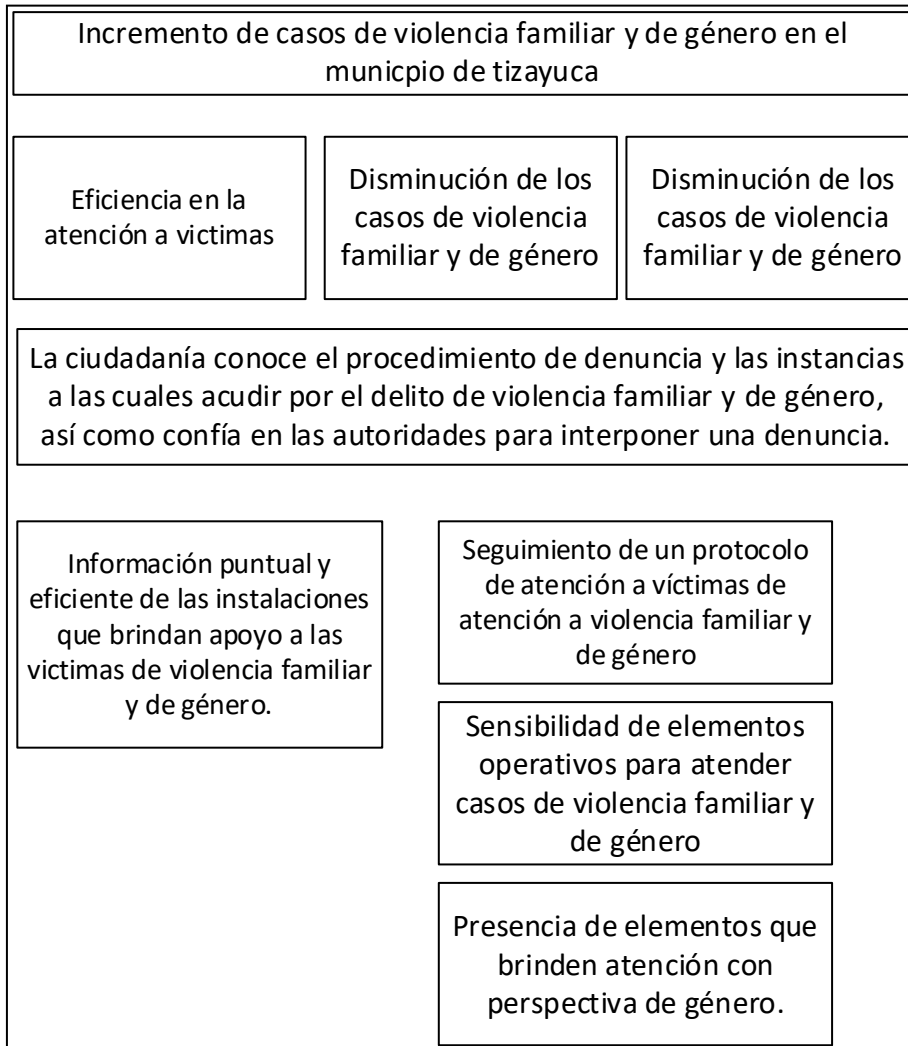 Incremento de casos de violencia familiar y de género en el
municpio de tizayuca
Eficiencia en la
atención a victimas
Disminución de los
casos de violencia
familiar y de género
Disminución de los
casos de violencia
familiar y de género
La ciudadanía conoce el procedimiento de denuncia y las instancias
a las cuales acudir por el delito de violencia familiar y de género,
así como confía en las autoridades para interponer una denuncia.
Información puntual y
eficiente de las instalaciones
que brindan apoyo a las
victimas de violencia familiar
y de género.
Seguimiento de un protocolo
de atención a víctimas de
atención a violencia familiar y
de género
Sensibilidad de elementos
operativos para atender
casos de violencia familiar y
de género
Presencia de elementos que
brinden atención con
perspectiva de género.